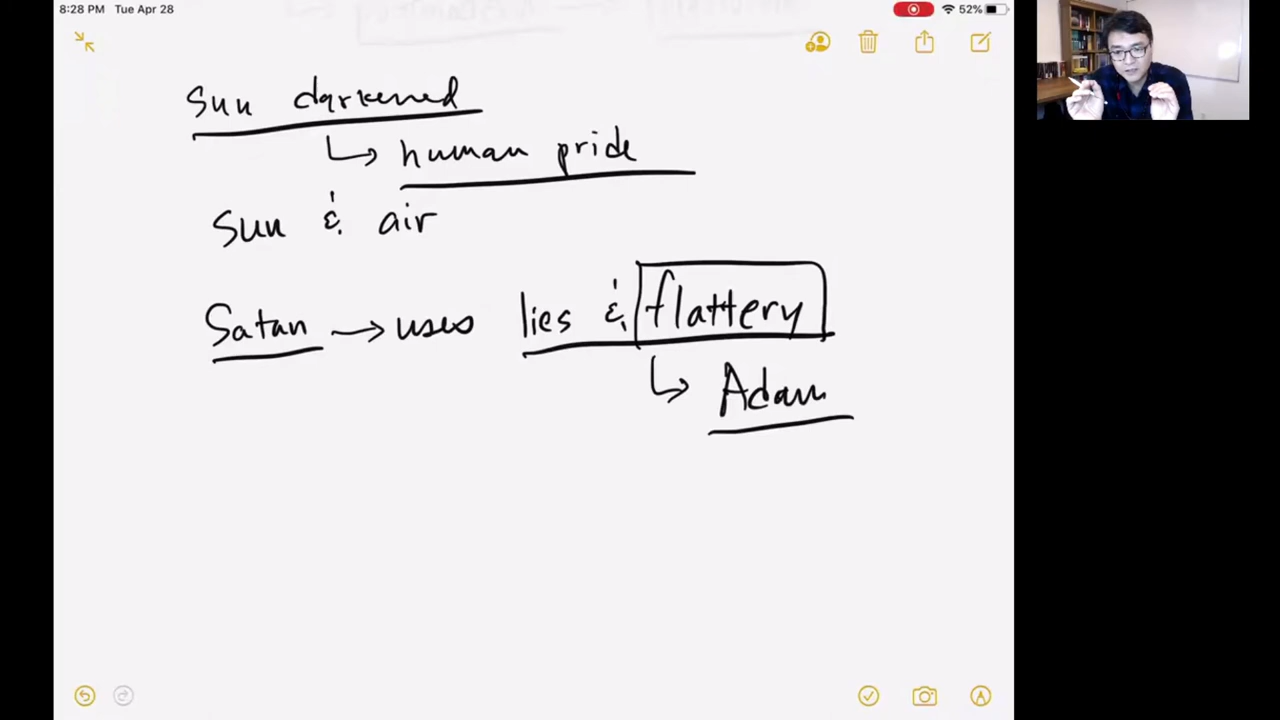 8:28 PM Tue Apr 28
52%
Sun darkened
↳ human pride
Sun & air
Satan → uses lies & flattery
↳ Adam